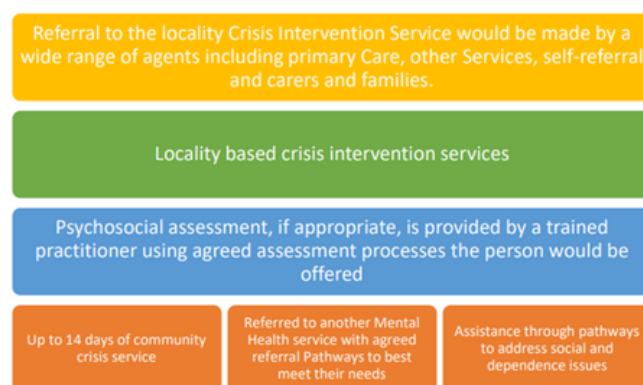 Referral to the locality Crisis Intervention Service would be made by a
wide range of agents including primary Care, other Services, self-referral
and carers and families.
Locality based crisis intervention services
Psychosocial assessment, if appropriate, is provided by a trained
practitioner using agreed assessment processes the person would be
offered
Up to 14 days of community
crisis service
Referred to another Mental
Health service with agreed
referral Pathways to best
meet their needs
Assistance through pathways
to address social and
dependence issues